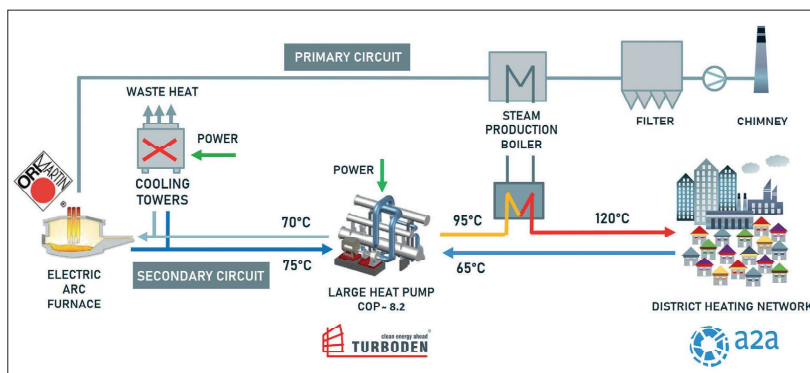 PRIMARY CIRCUIT
WASTE HEAT
POWER
COOLING
TOWERS
STEAM
PRODUCTION
BOILER
FILTER
CHIMNEY
ORI
MARTIN
®
POWER
70°C
75°C
95°C
120°C
65°C
ELECTRIC
ARC
FURNACE
SECONDARY CIRCUIT
LARGE HEAT PUMP
COP~ 8.2
DISTRICT HEATING NETWORK
clean energy ahead
TURBODEN®
a2a